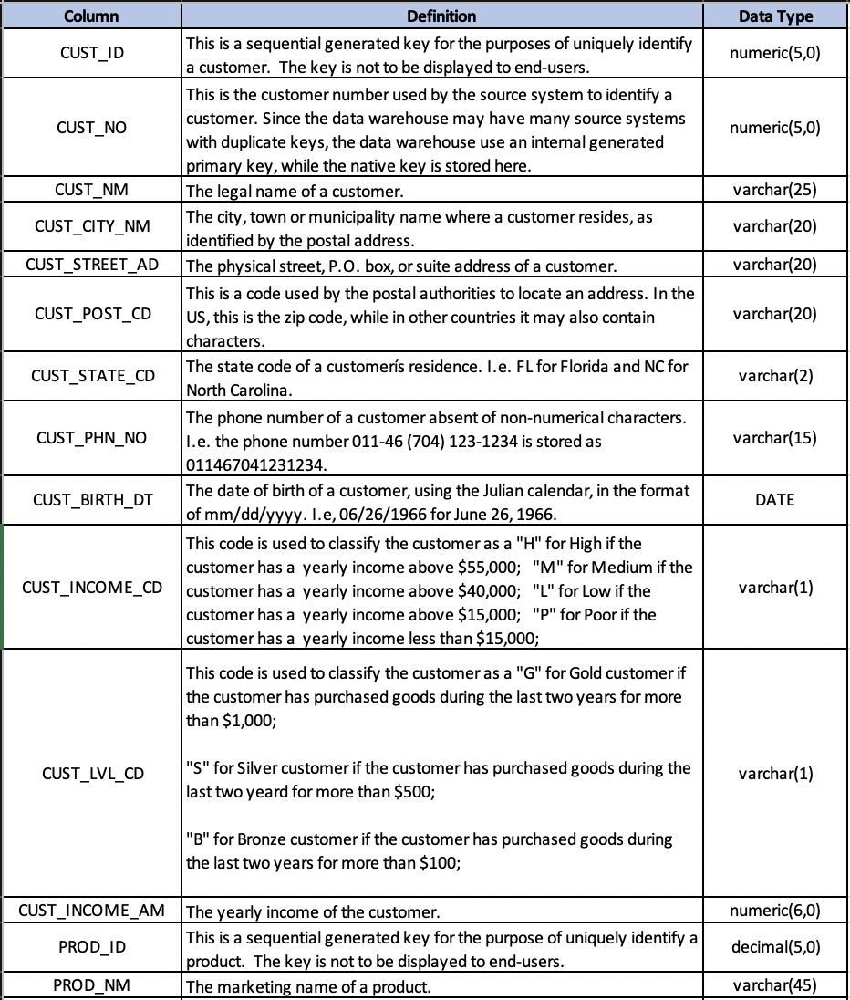 Column Definition Data Type
CUST_ID
This is a sequential generated key for the purposes of uniquely identify
a customer. The key is not to be displayed to end-users.
numeric(5,0)
CUST_NO
This is the customer number used by the source system to identify a
customer. Since the data warehouse may have many source systems
with duplicate keys, the data warehouse use an internal generated
primary key, while the native key is stored here.
numeric(5,0)
CUST_NM The legal name of a customer. varchar(25)
CUST_CITY_NM
The city, town or municipality name where a customer resides, as
identified by the postal address.
varchar(20)
CUST_STREET_AD The physical street, P.O. box, or suite address of a customer. varchar(20)
CUST_POST_CD
This is a code used by the postal authorities to locate an address. In the
US, this is the zip code, while in other countries it may also contain
characters.
varchar(20)
CUST_STATE_CD
The state code of a customerís residence. I.e. FL for Florida and NC for
North Carolina.
varchar(2)
CUST_PHN_NO
The phone number of a customer absent of non-numerical characters.
I.e. the phone number 011-46 (704) 123-1234 is stored as
011467041231234.
varchar(15)
CUST_BIRTH_DT
The date of birth of a customer, using the Julian calendar, in the format
of mm/dd/yyyy. I.e, 06/26/1966 for June 26, 1966.
DATE
CUST_INCOME_CD
This code is used to classify the customer as a "H" for High if the
customer has a yearly income above $55,000; "M" for Medium if the
customer has a yearly income above $40,000; "L" for Low if the
customer has a yearly income above $15,000; "P" for Poor if the
customer has a yearly income less than $15,000;
varchar(1)
CUST_LVL_CD
This code is used to classify the customer as a "G" for Gold customer if
the customer has purchased goods during the last two years for more
than $1,000;
"S" for Silver customer if the customer has purchased goods during the
last two yeard for more than $500;
"B" for Bronze customer if the customer has purchased goods during
the last two years for more than $100;
varchar(1)
CUST_INCOME_AM The yearly income of the customer. numeric(6,0)
PROD_ID
This is a sequential generated key for the purpose of uniquely identify a
product. The key is not to be displayed to end-users.
decimal(5,0)
PROD_NM The marketing name of a product. varchar(45)